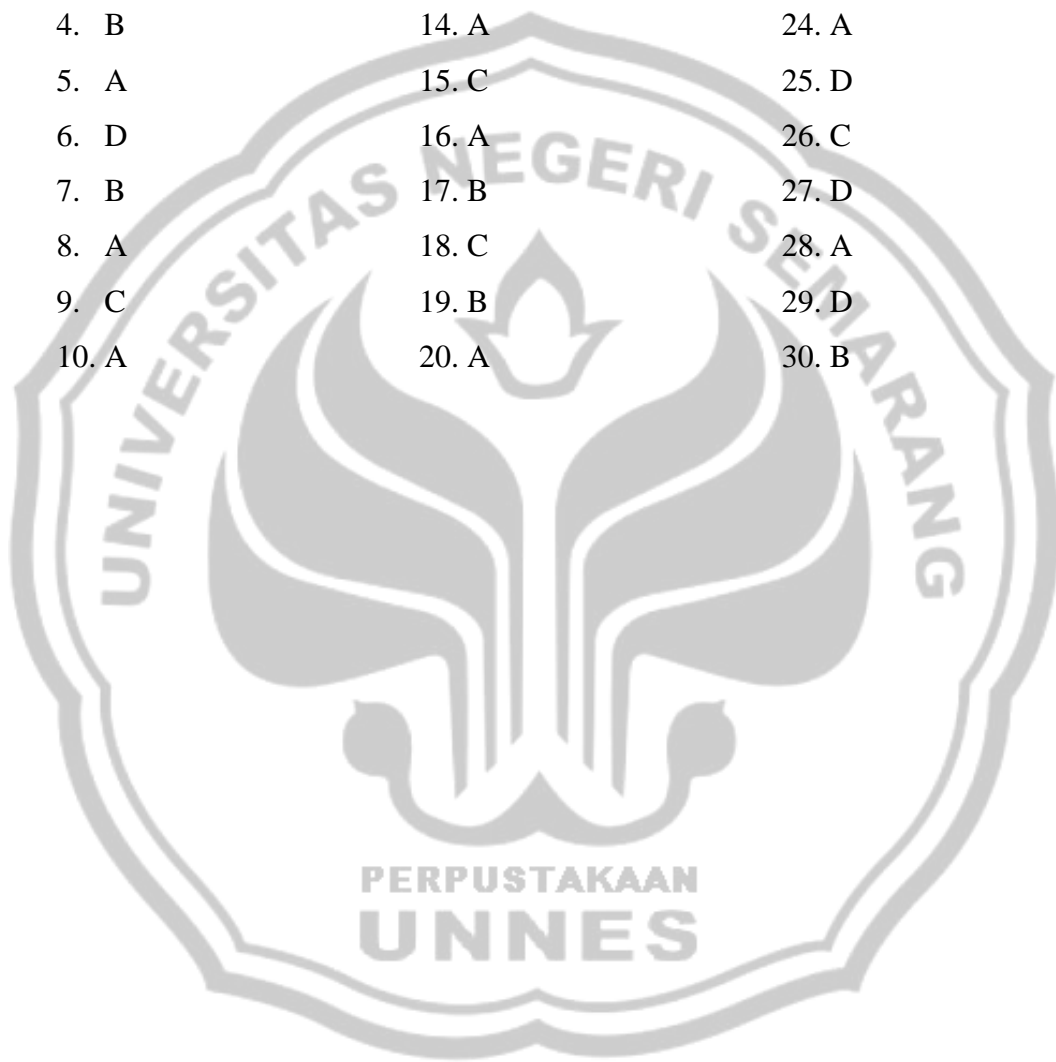 4. B 14. A 24. A
5. A 15. C 25. D
6. D 16. A 26. C
7. B 17. B 27. D
8. A 18. C 28. A
9. C 19. B 29. D
10. A 20. A 30. B
UNIVERSITAS NEGERI SEMARANG
PERPUSTAKAAN
UNNES